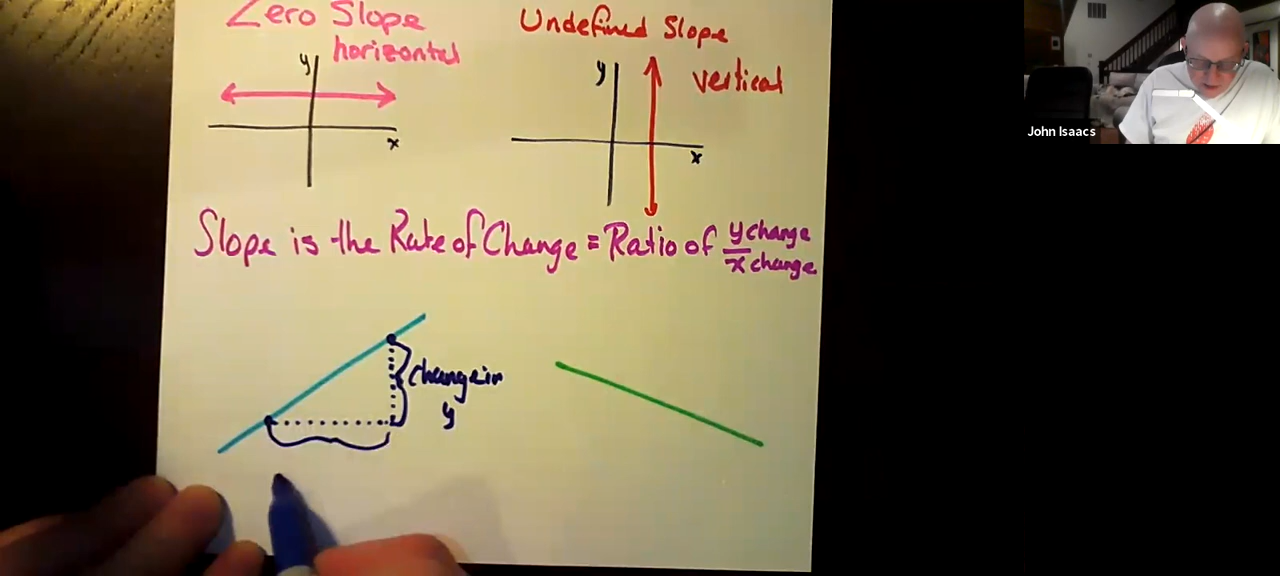 Zero Slope
horizontal
y
x
Undefined Slope
vertical
y
x
Slope is the Rate of Change = Ratio of y change
x change
change in
y
John Isaacs